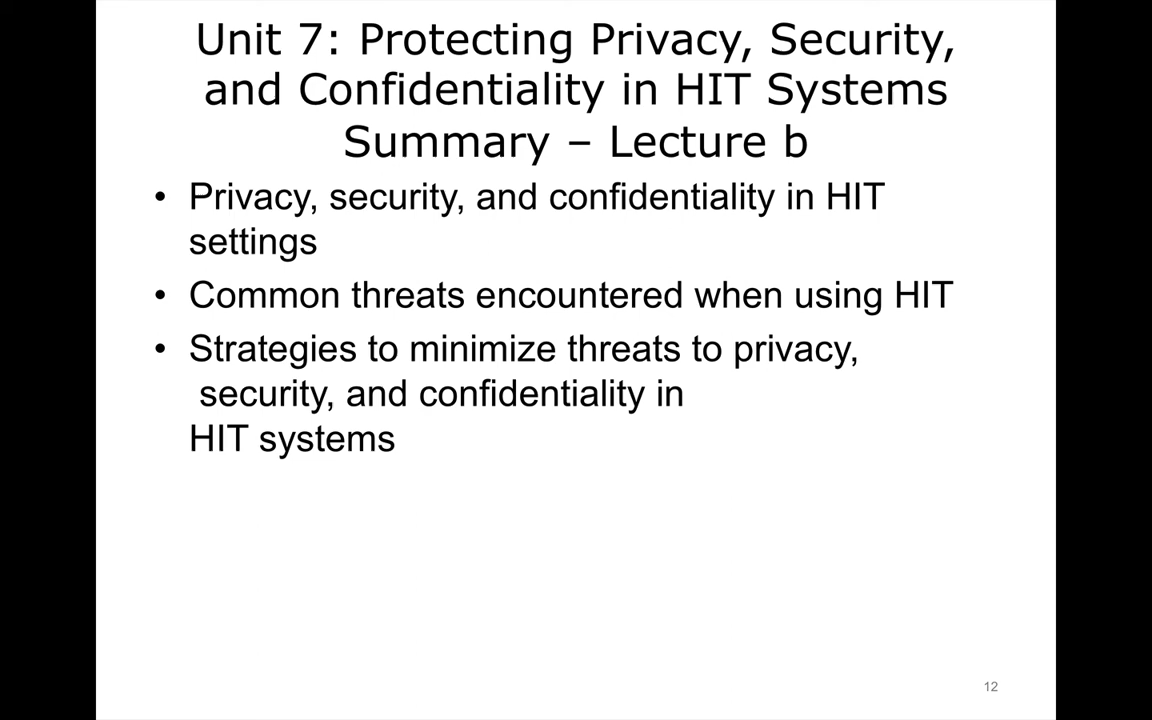 Unit 7: Protecting Privacy, Security,
and Confidentiality in HIT Systems
Summary – Lecture b
• Privacy, security, and confidentiality in HIT
settings
• Common threats encountered when using HIT
• Strategies to minimize threats to privacy,
security, and confidentiality in
HIT systems
12